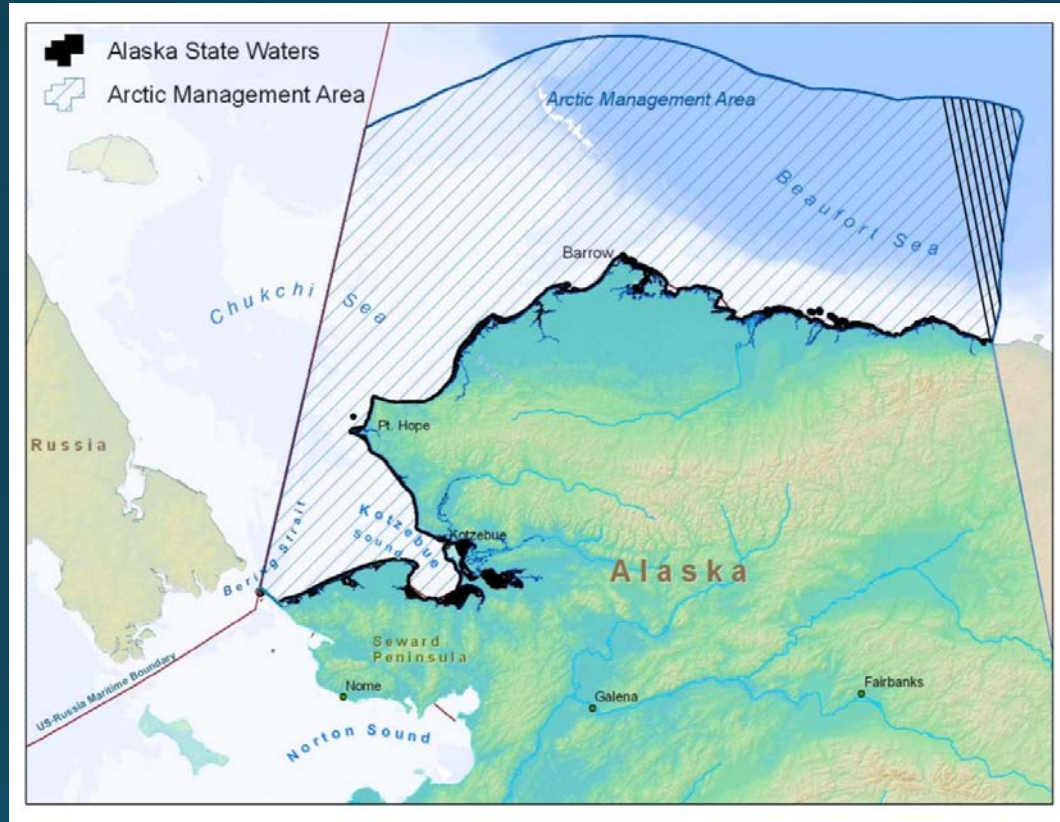 Alaska State Waters
Arctic Management Area
Arctic Management Area
Beaufort Sea
Barrow
Chukchi Sea
Pt. Hope
Russia
Bering Strait
Kotzebue
Sound
Kotzebue
Alaska
Seward
Peninsula
US-Russia Maritime Boundary
Nome
Galena
Fairbanks
Norton Sound